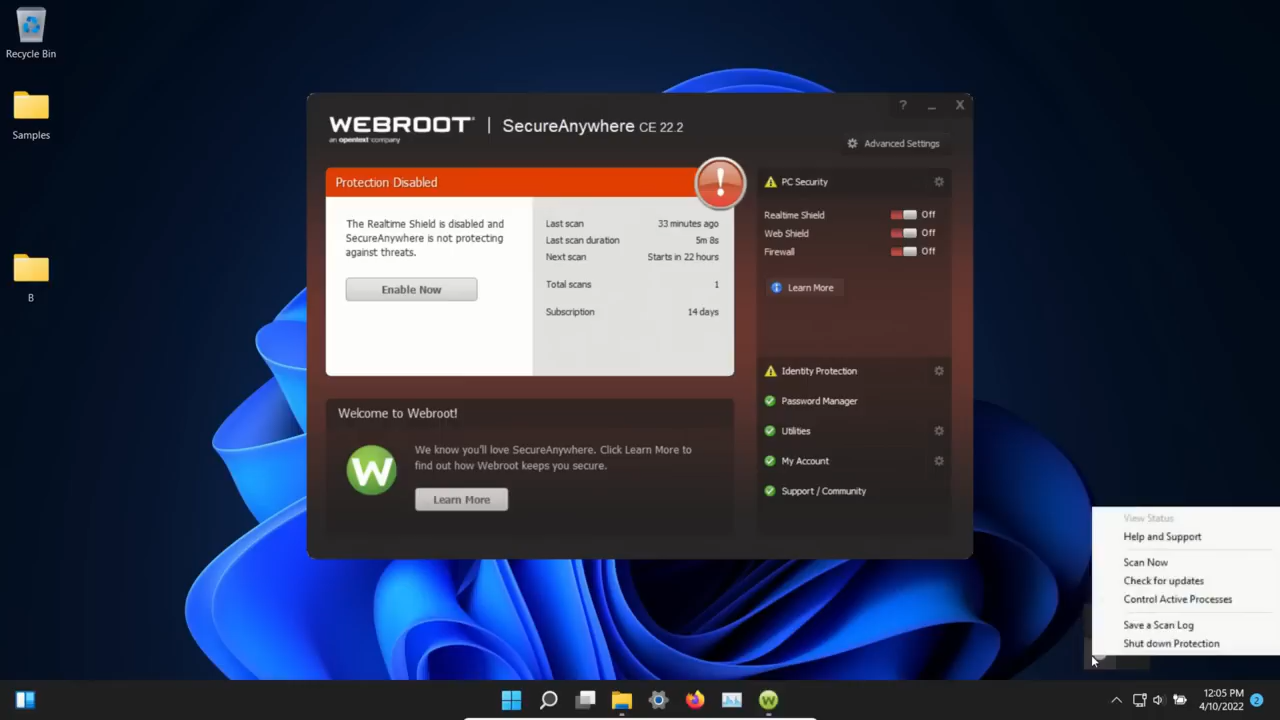 Recycle Bin
Samples
B
WEBROOT
an opentext company
SecureAnywhere CE 22.2
?
Advanced Settings
Protection Disabled
!
The Realtime Shield is disabled and
SecureAnywhere is not protecting
against threats.
Enable Now
Last scan 33 minutes ago
Last scan duration 5m 8s
Next scan Starts in 22 hours
Total scans 1
Subscription 14 days
PC Security
Realtime Shield Off
Web Shield Off
Firewall Off
Learn More
Identity Protection
Password Manager
Utilities
My Account
Support / Community
Welcome to Webroot!
W
We know you'll love SecureAnywhere. Click Learn More to
find out how Webroot keeps you secure.
Learn More
View Status
Help and Support
Scan Now
Check for updates
Control Active Processes
Save a Scan Log
Shut down Protection
W
12:05 PM
4/10/2022
2